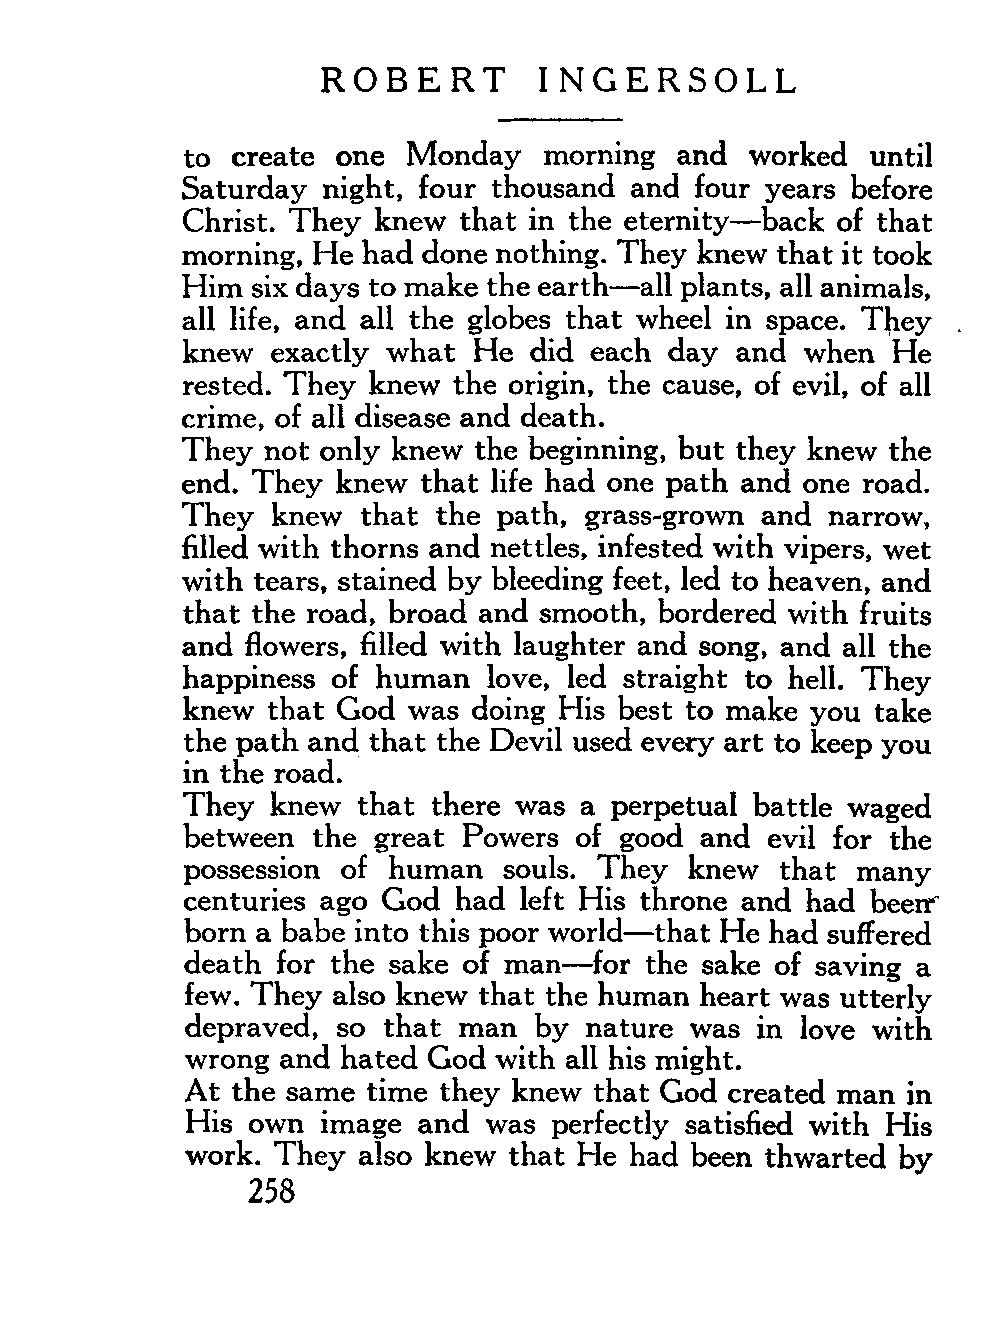 ROBERT INGERSOLL
to create one Monday morning and worked until
Saturday night, four thousand and four years before
Christ. They knew that in the eternity—back of that
morning, He had done nothing. They knew that it took
Him six days to make the earth—all plants, all animals,
all life, and all the globes that wheel in space. They
knew exactly what He did each day and when He
rested. They knew the origin, the cause, of evil, of all
crime, of all disease and death.
They not only knew the beginning, but they knew the
end. They knew that life had one path and one road.
They knew that the path, grass-grown and narrow,
filled with thorns and nettles, infested with vipers, wet
with tears, stained by bleeding feet, led to heaven, and
that the road, broad and smooth, bordered with fruits
and flowers, filled with laughter and song, and all the
happiness of human love, led straight to hell. They
knew that God was doing His best to make you take
the path and that the Devil used every art to keep you
in the road.
They knew that there was a perpetual battle waged
between the great Powers of good and evil for the
possession of human souls. They knew that many
centuries ago God had left His throne and had been
born a babe into this poor world—that He had suffered
death for the sake of man—for the sake of saving a
few. They also knew that the human heart was utterly
depraved, so that man by nature was in love with
wrong and hated God with all his might.
At the same time they knew that God created man in
His own image and was perfectly satisfied with His
work. They also knew that He had been thwarted by
258